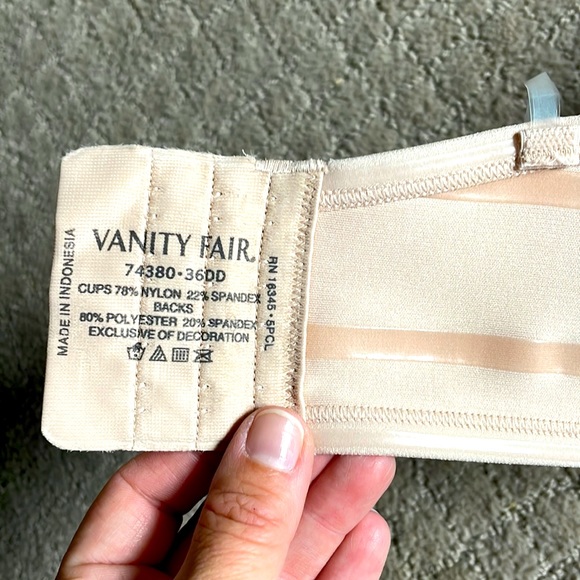 VANITY FAIR®
74380•36DD
CUPS 78% NYLON 22% SPANDEX
BACKS
80% POLYESTER 20% SPANDEX
EXCLUSIVE OF DECORATION
MADE IN INDONESIA
RN 16345•5PCL